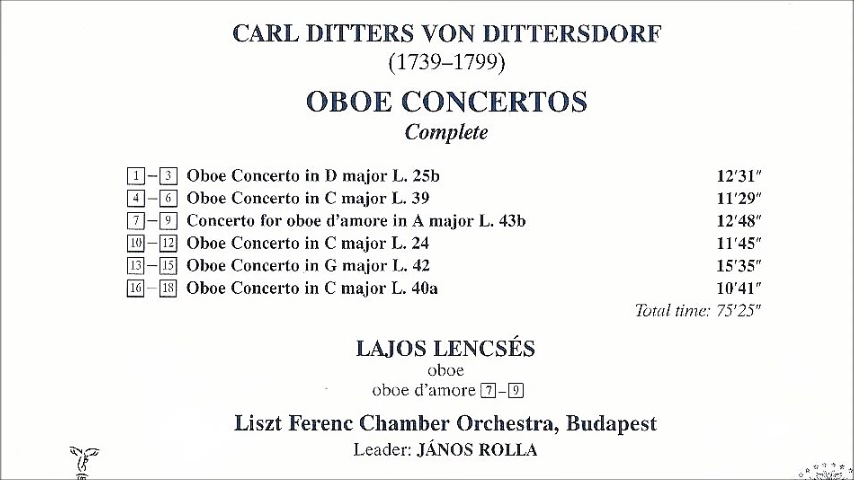 CARL DITTERS VON DITTERSDORF
(1739–1799)
OBOE CONCERTOS
Complete
1–3 Oboe Concerto in D major L. 25b 12'31"
4–6 Oboe Concerto in C major L. 39 11'29"
7–9 Concerto for oboe d'amore in A major L. 43b 12'48"
10–12 Oboe Concerto in C major L. 24 11'45"
13–15 Oboe Concerto in G major L. 42 15'35"
16–18 Oboe Concerto in C major L. 40a 10'41"
Total time: 75'25"
LAJOS LENCSÉS
oboe
oboe d'amore 7–9
Liszt Ferenc Chamber Orchestra, Budapest
Leader: JÁNOS ROLLA